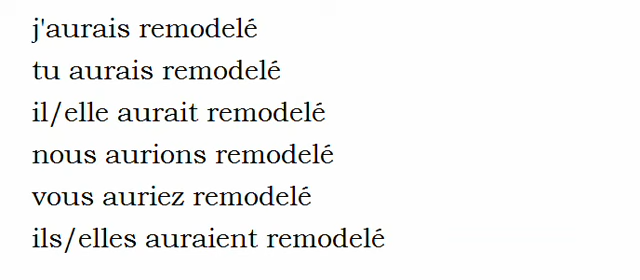 j'aurais remodelé
tu aurais remodelé
il/elle aurait remodelé
nous aurions remodelé
vous auriez remodelé
ils/elles auraient remodelé